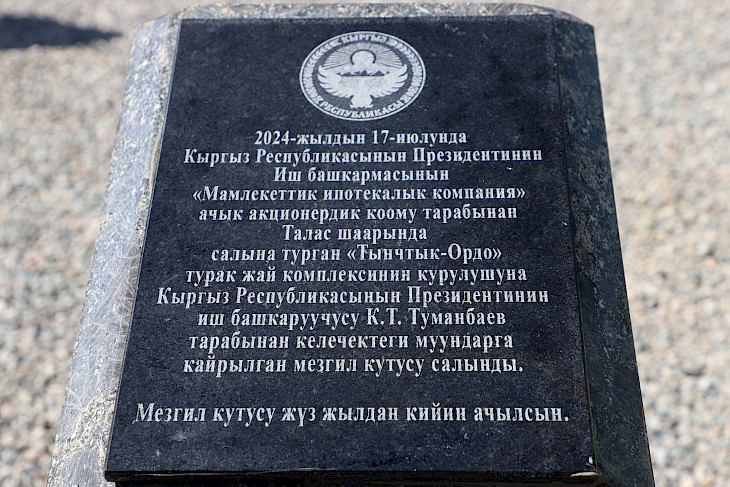 КЫРГЫЗ
РЕСПУБЛИКАСЫ
2024-жылдын 17-июлунда
Кыргыз Республикасынын Президентинин
Иш башкармасынын
«Мамлекеттик ипотекалык компания»
ачык акционердик коому тарабынан
Талас шаарында
салына турган «Тынчтык-Ордо»
турак жай комплексинин курулушуна
Кыргыз Республикасынын Президентинин
иш башкаруучусу К.Т. Туманбаев
тарабынан келечектеги муундарга
кайрылган мезгил кутусу салынды.
Мезгил кутусу жүз жылдан кийин ачылсын.